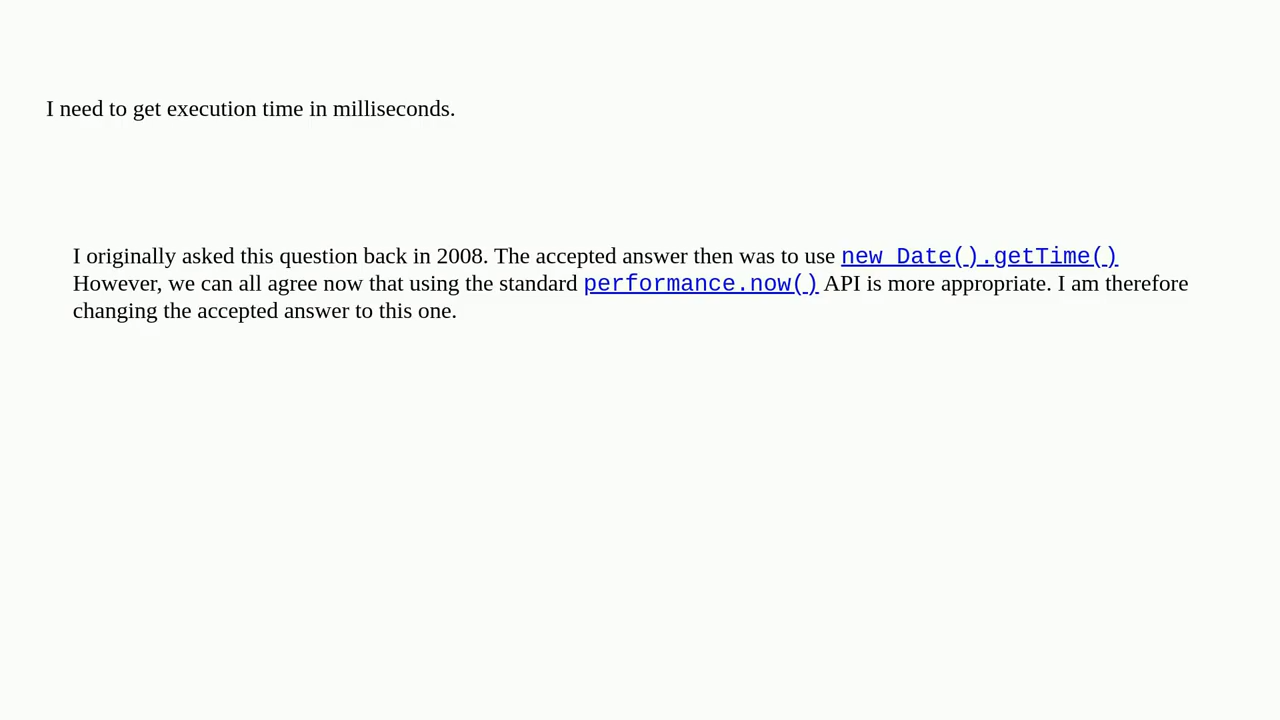 I need to get execution time in milliseconds.
I originally asked this question back in 2008. The accepted answer then was to use new Date().getTime()
However, we can all agree now that using the standard performance.now() API is more appropriate. I am therefore
changing the accepted answer to this one.